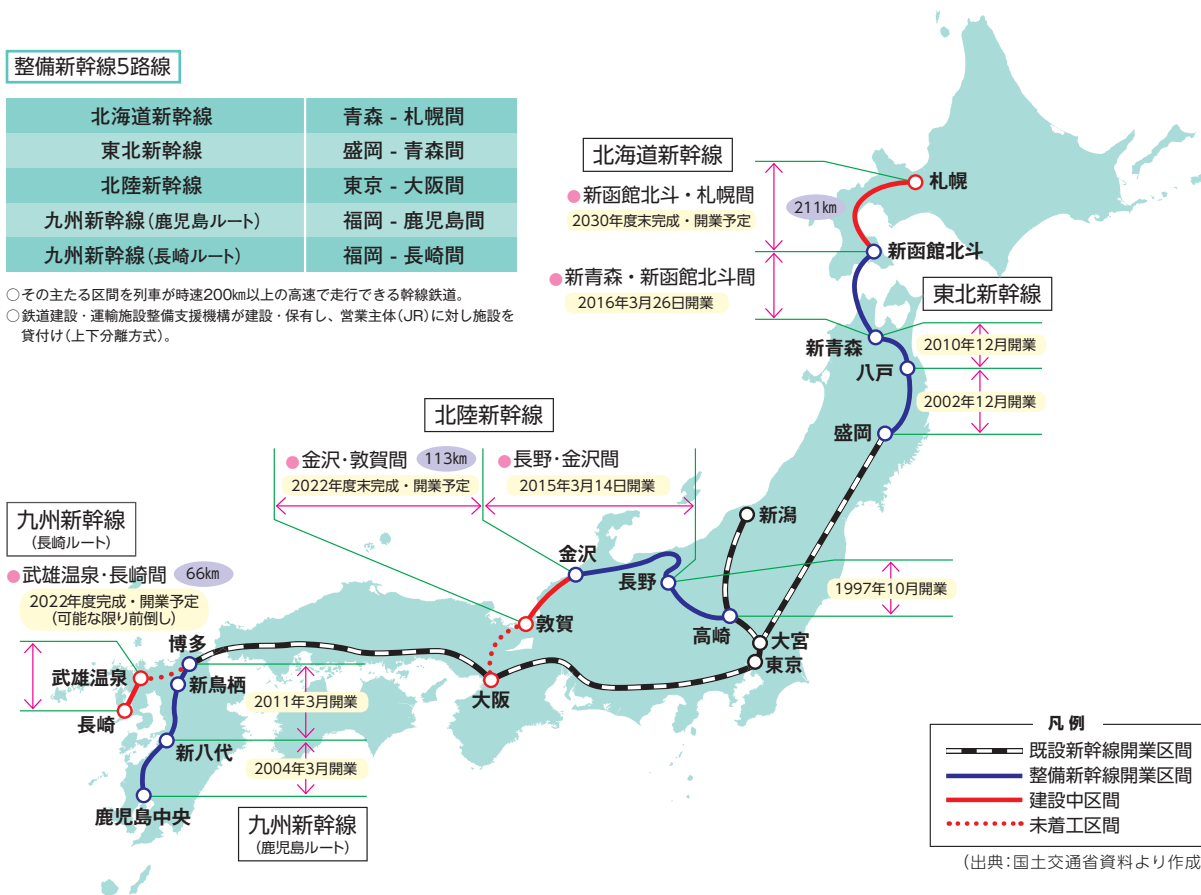 整備新幹線5路線
北海道新幹線 青森 - 札幌間
東北新幹線 盛岡 - 青森間
北陸新幹線 東京 - 大阪間
九州新幹線(鹿児島ルート) 福岡 - 鹿児島間
九州新幹線(長崎ルート) 福岡 - 長崎間
○その主たる区間を列車が時速200km以上の高速で走行できる幹線鉄道。
○鉄道建設・運輸施設整備支援機構が建設・保有し、営業主体(JR)に対し施設を
貸付け(上下分離方式)。
北海道新幹線
新函館北斗・札幌間
2030年度末完成・開業予定
211km
札幌
新函館北斗
新青森・新函館北斗間
2016年3月26日開業
東北新幹線
新青森
2010年12月開業
八戸
2002年12月開業
盛岡
北陸新幹線
金沢・敦賀間 113km
2022年度末完成・開業予定
長野・金沢間
2015年3月14日開業
新潟
金沢
長野
1997年10月開業
敦賀
高崎
大宮
東京
大阪
九州新幹線
(長崎ルート)
武雄温泉・長崎間 66km
2022年度完成・開業予定
(可能な限り前倒し)
博多
武雄温泉
新鳥栖
長崎
2011年3月開業
新八代
2004年3月開業
鹿児島中央
九州新幹線
(鹿児島ルート)
凡例
既設新幹線開業区間
整備新幹線開業区間
建設中区間
未着工区間
(出典:国土交通省資料より作成